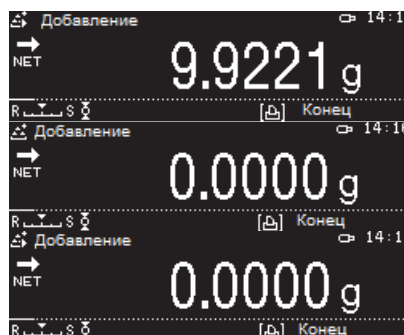 Добавление 14:1
NET 9.9221 g
R S Конец
Добавление 14:16
NET 0.0000 g
R S Конец
Добавление 14:1
NET 0.0000 g
R S Конец